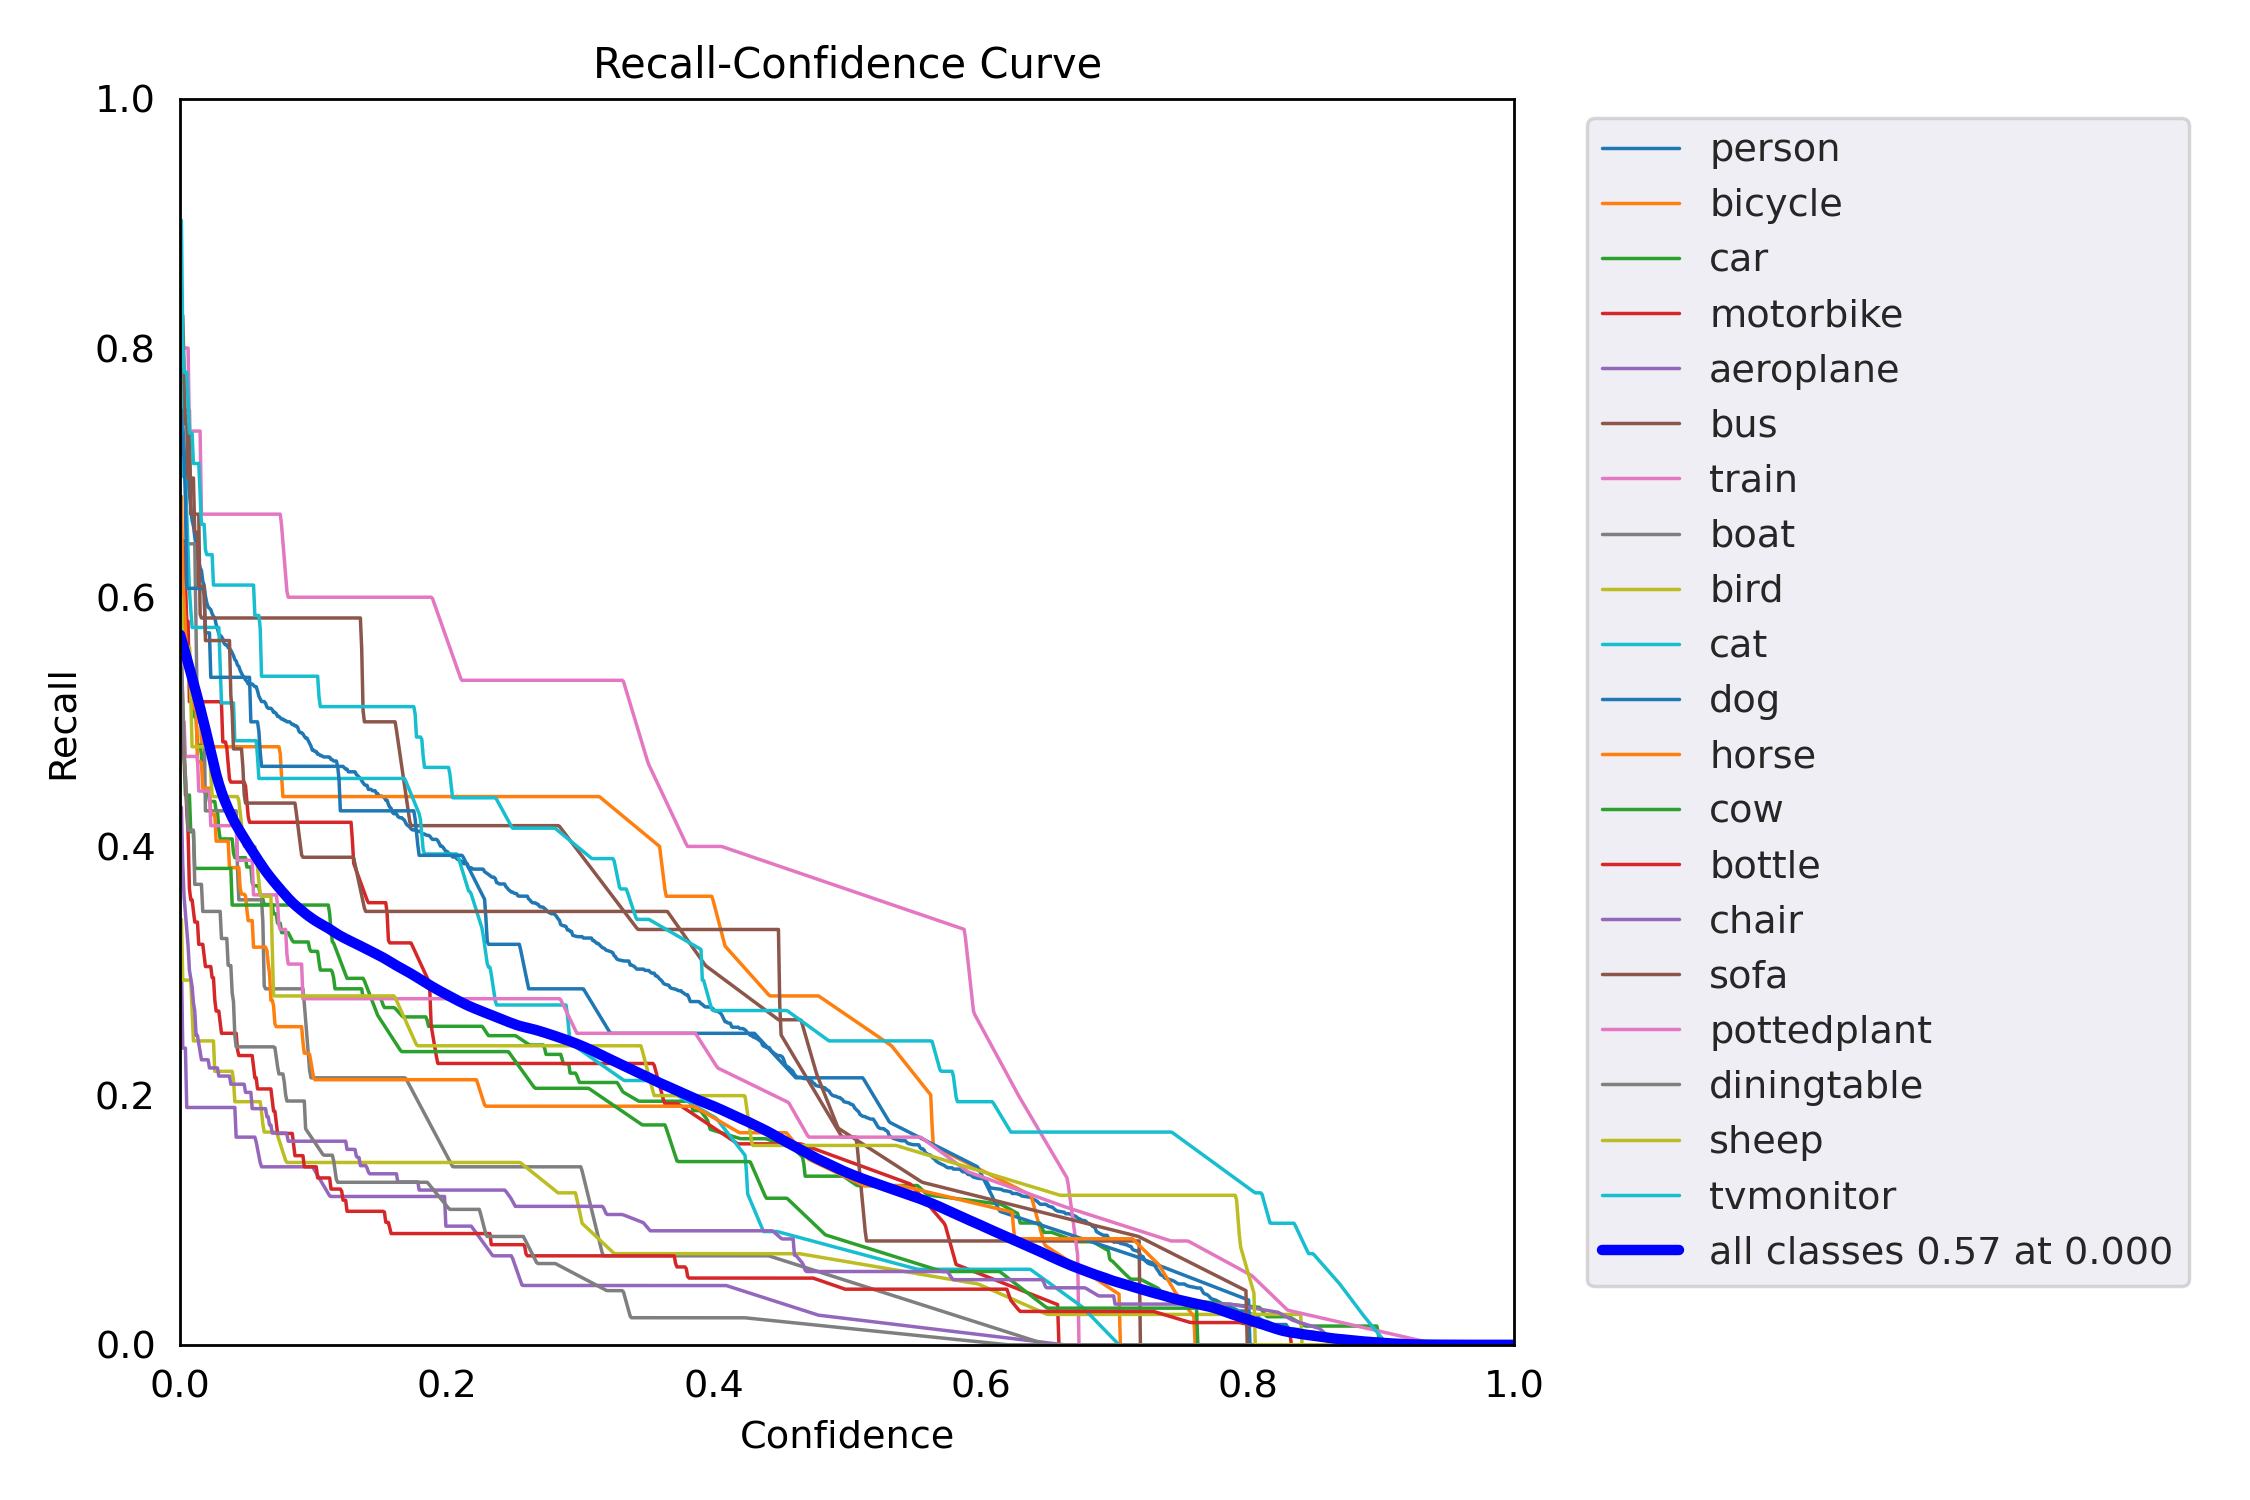 Recall-Confidence Curve
1.0
0.8
0.6
0.4
0.2
0.0
Recall
0.0 0.2 0.4 0.6 0.8 1.0
Confidence
person
bicycle
car
motorbike
aeroplane
bus
train
boat
bird
cat
dog
horse
cow
bottle
chair
sofa
pottedplant
diningtable
sheep
tvmonitor
all classes 0.57 at 0.000